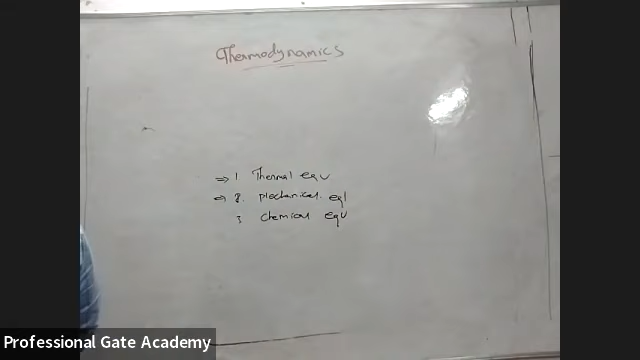 Thermodynamics
⇒ 1 Thermal equ
⇒ 2. Mechanical eql
3 chemical equ
Professional Gate Academy